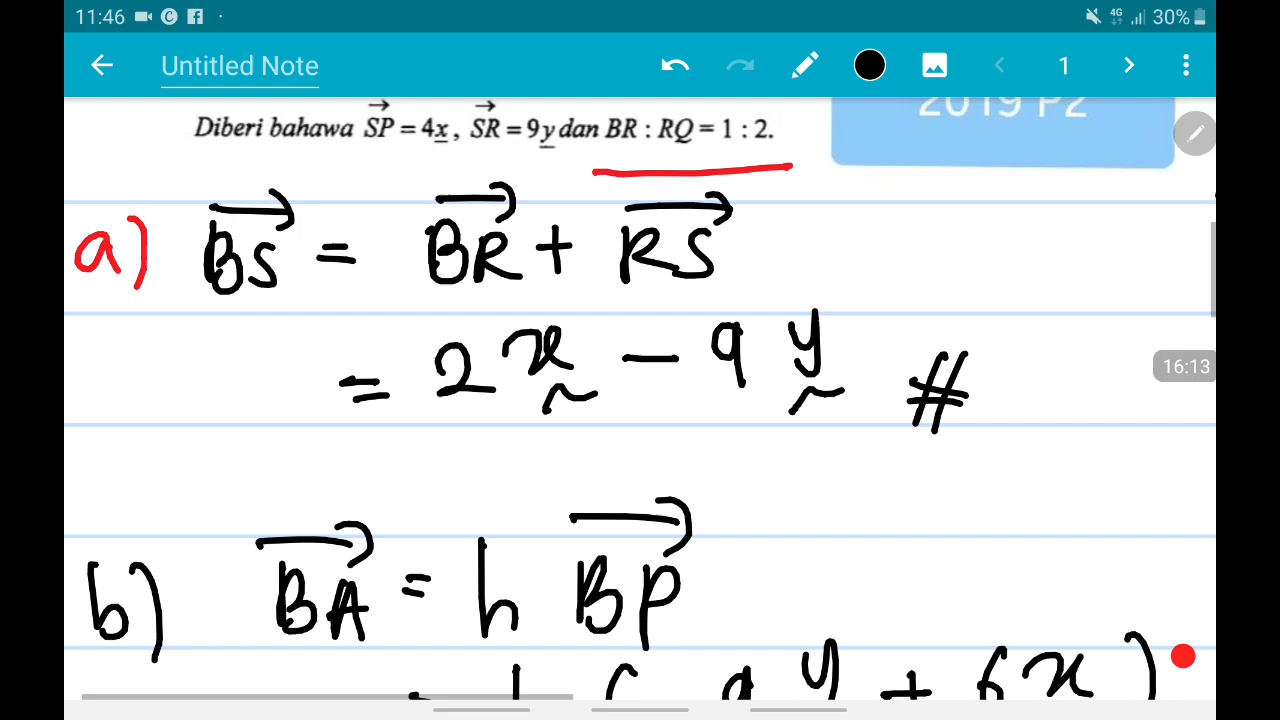 11:46 4G 30%
Untitled Note 1
2019 P2
Diberi bahawa SP = 4x, SR = 9y dan BR : RQ = 1 : 2.
a) BS = BR + RS
= 2x - 9y #
16:13
b) BA = h BP